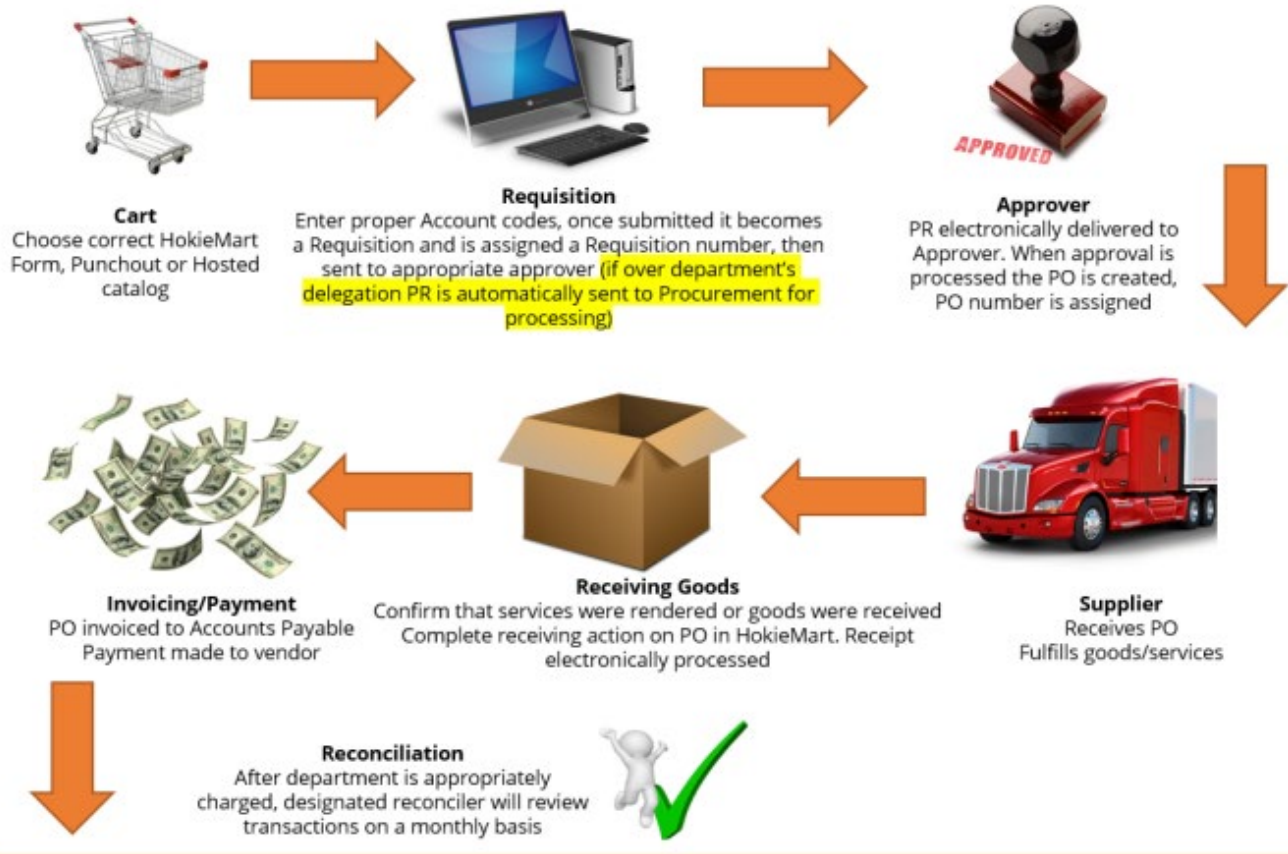 APPROVED
Cart
Choose correct HokieMart
Form, Punchout or Hosted
catalog
Requisition
Enter proper Account codes, once submitted it becomes
a Requisition and is assigned a Requisition number, then
sent to appropriate approver (if over department's
delegation PR is automatically sent to Procurement for
processing)
Approver
PR electronically delivered to
Approver. When approval is
processed the PO is created,
PO number is assigned
Invoicing/Payment
PO invoiced to Accounts Payable
Payment made to vendor
Receiving Goods
Confirm that services were rendered or goods were received
Complete receiving action on PO in HokieMart. Receipt
electronically processed
Supplier
Receives PO
Fulfills goods/services
Reconciliation
After department is appropriately
charged, designated reconciler will review
transactions on a monthly basis